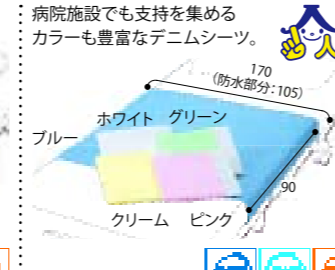 病院施設でも支持を集める
カラーも豊富なデニムシーツ。
170
(防水部分:105)
ホワイト グリーン
ブルー
90
クリーム ピンク